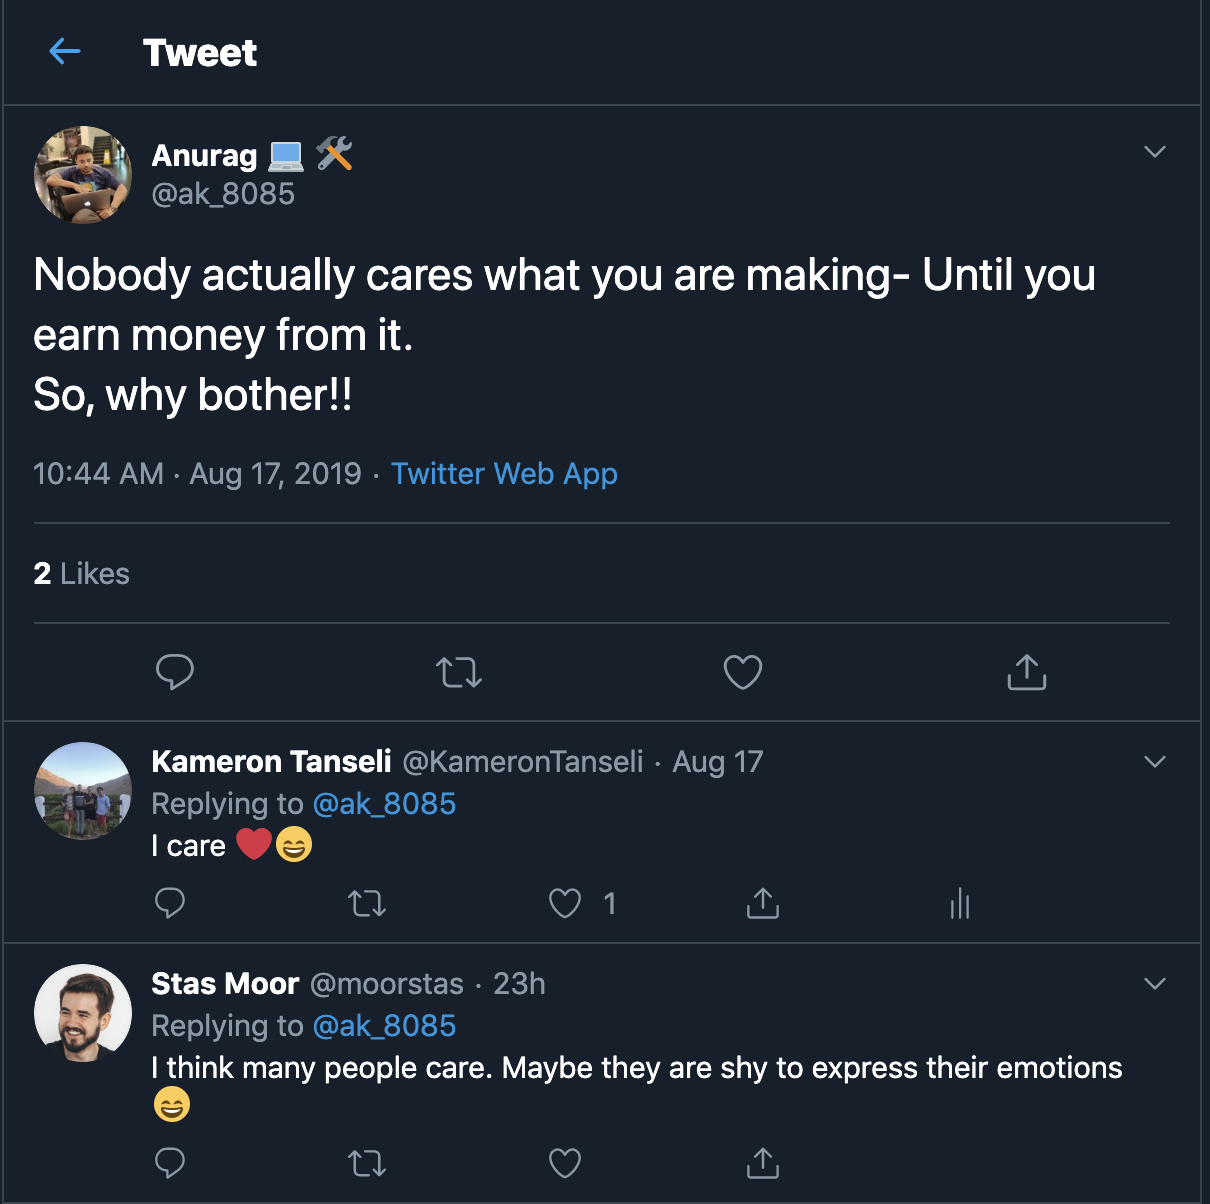 Tweet
Anurag 💻 🛠
@ak_8085
Nobody actually cares what you are making- Until you
earn money from it.
So, why bother!!
10:44 AM · Aug 17, 2019 · Twitter Web App
2 Likes
Kameron Tanseli @KameronTanseli · Aug 17
Replying to @ak_8085
I care ❤️😄
1
Stas Moor @moorstas · 23h
Replying to @ak_8085
I think many people care. Maybe they are shy to express their emotions
😄